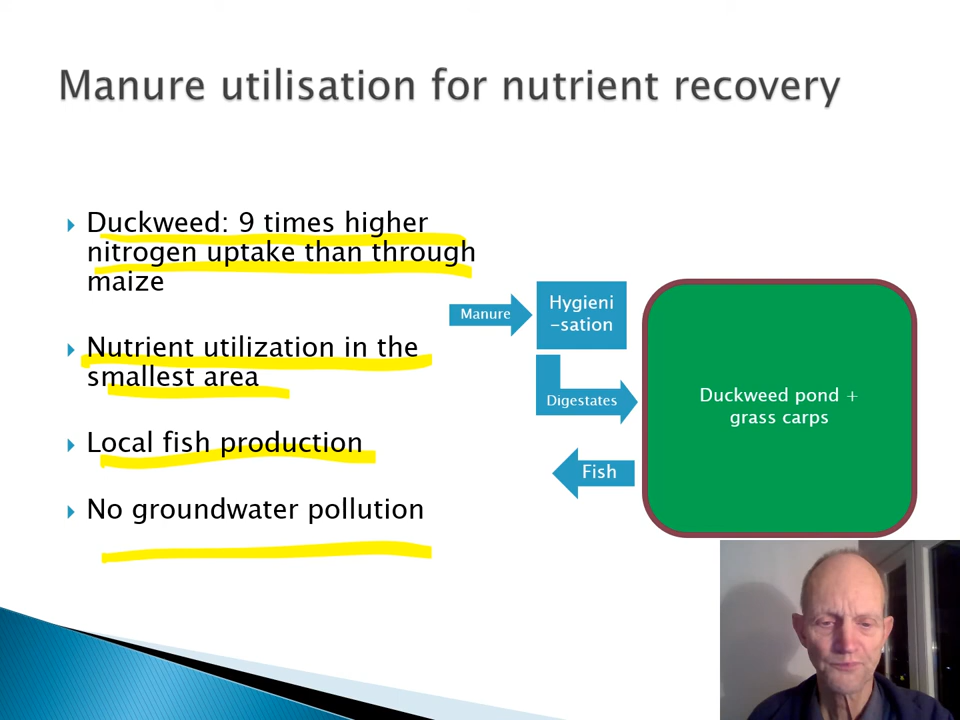 Manure utilisation for nutrient recovery
Duckweed: 9 times higher
nitrogen uptake than through
maize
Nutrient utilization in the
smallest area
Local fish production
No groundwater pollution
Manure
Hygieni
-sation
Digestates
Fish
Duckweed pond +
grass carps